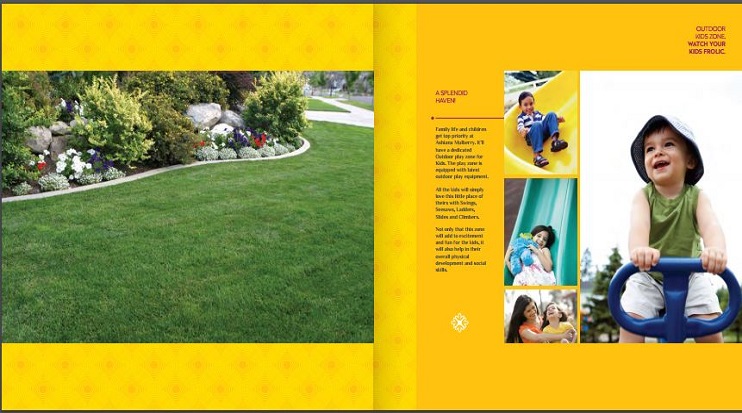 OUTDOOR
KIDS ZONE,
WATCH YOUR
KIDS FROLIC.
A SPLENDID
HAVEN!
Family life and children
get top priority at
Ashiana Mulberry. It'll
have a dedicated
Outdoor play zone for
Kids. The play zone is
equipped with latest
outdoor play equipment.
All the kids will simply
love this little place of
theirs with Swings,
Seesaws, Ladders,
Slides and Climbers.
Not only that this zone
will add to excitement
and fun for the kids, it
will also help in their
overall physical
development and social
skills.